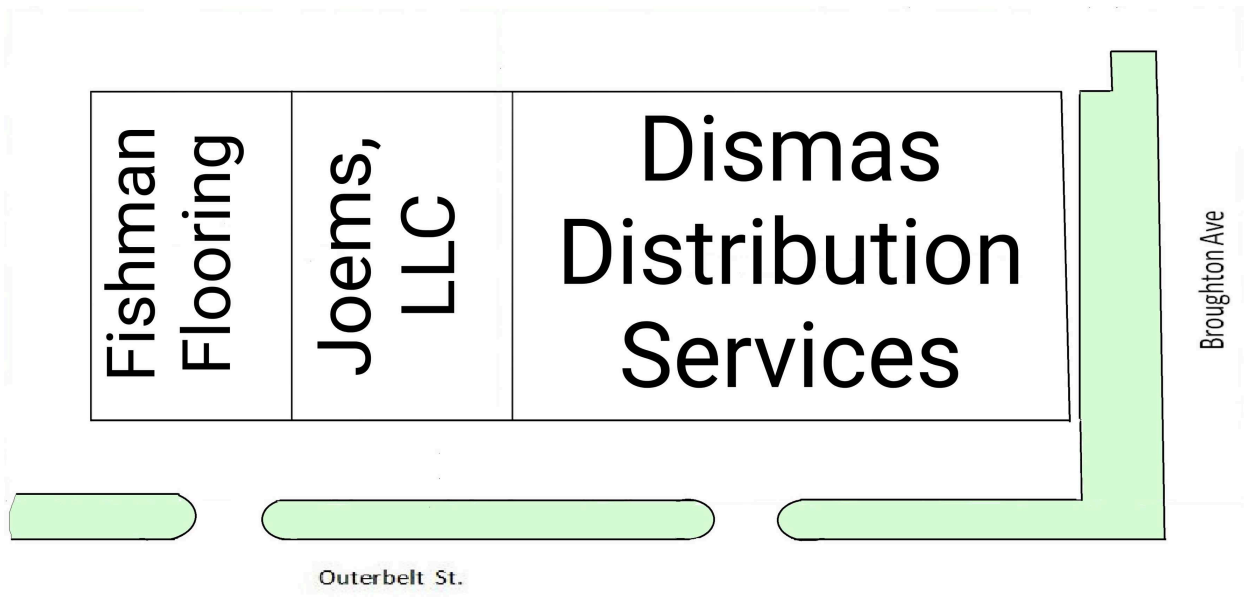 Fishman
Flooring
Joems,
LLC
Dismas
Distribution
Services
Broughton Ave
Outerbelt St.